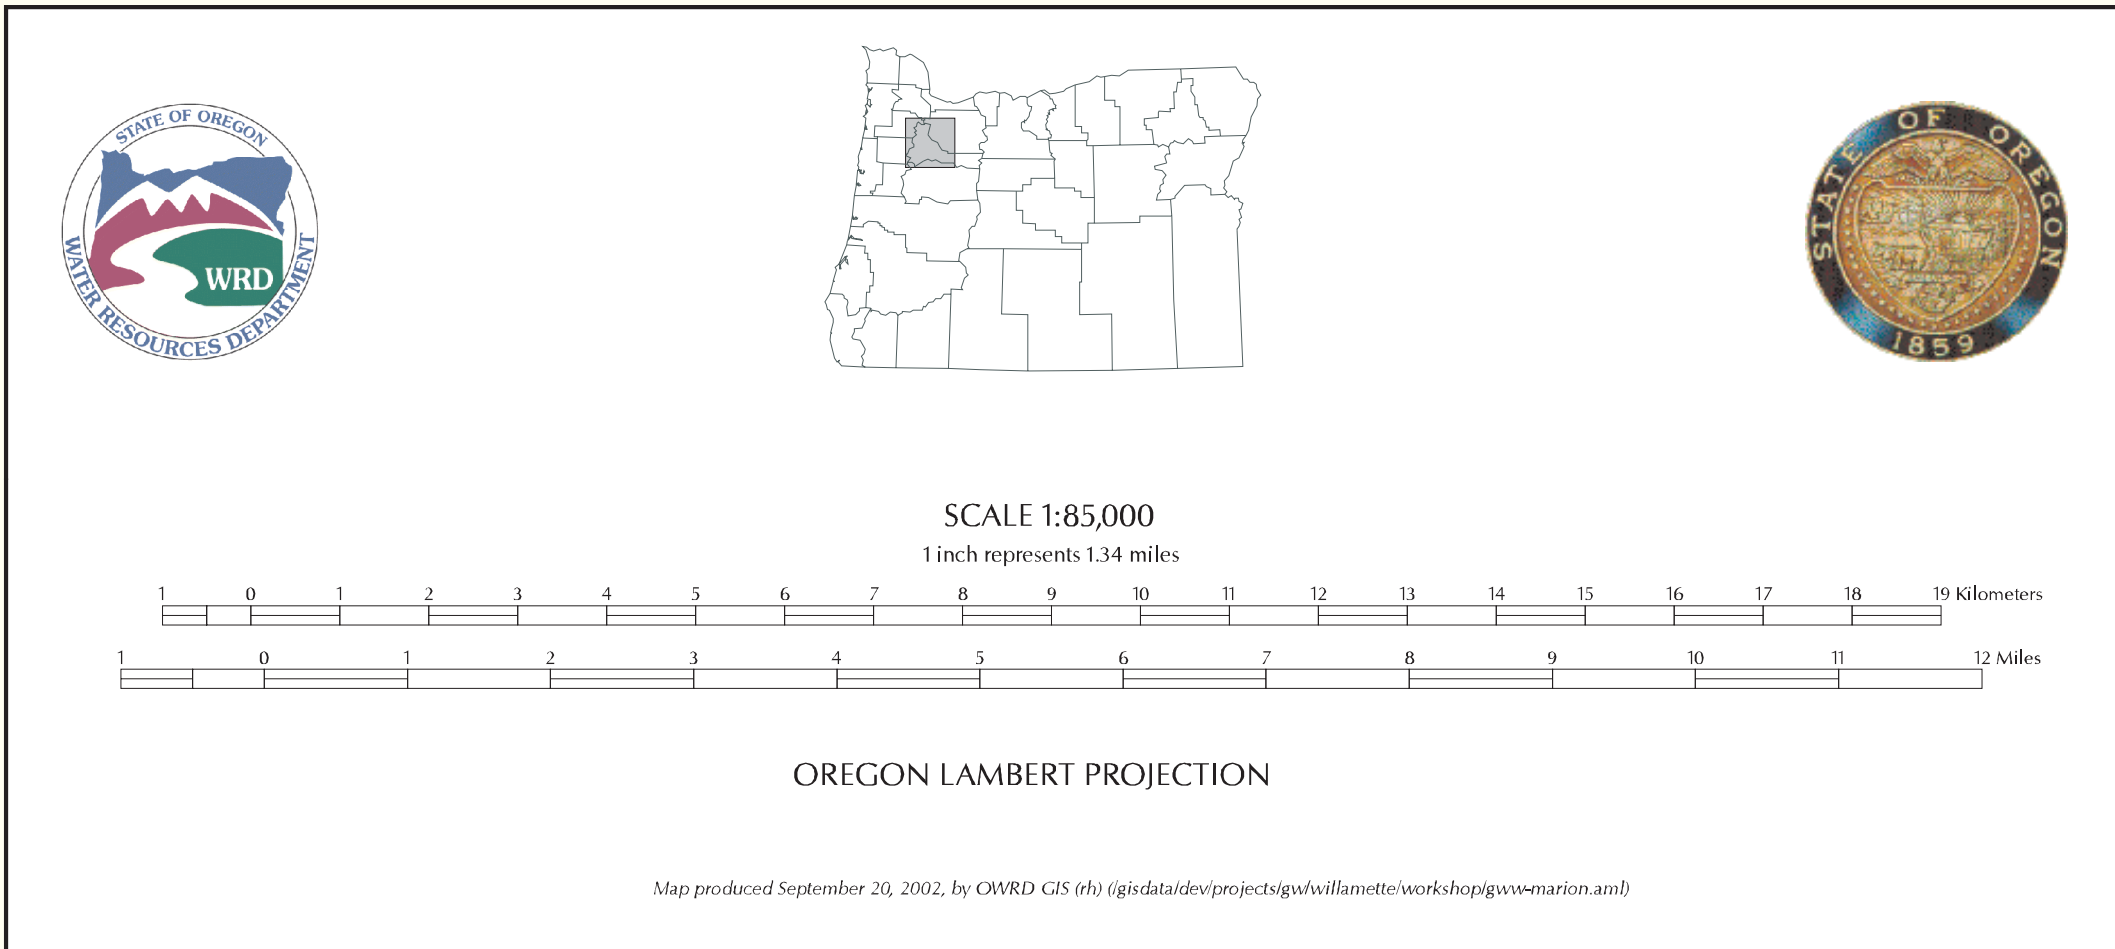 STATE OF OREGON
WATER RESOURCES DEPARTMENT
WRD
STATE OF OREGON
1859
SCALE 1:85,000
1 inch represents 1.34 miles
1 0 1 2 3 4 5 6 7 8 9 10 11 12 13 14 15 16 17 18 19 Kilometers
1 0 1 2 3 4 5 6 7 8 9 10 11 12 Miles
OREGON LAMBERT PROJECTION
Map produced September 20, 2002, by OWRD GIS (rh) (/gisdata/dev/projects/gw/willamette/workshop/gww-marion.aml)